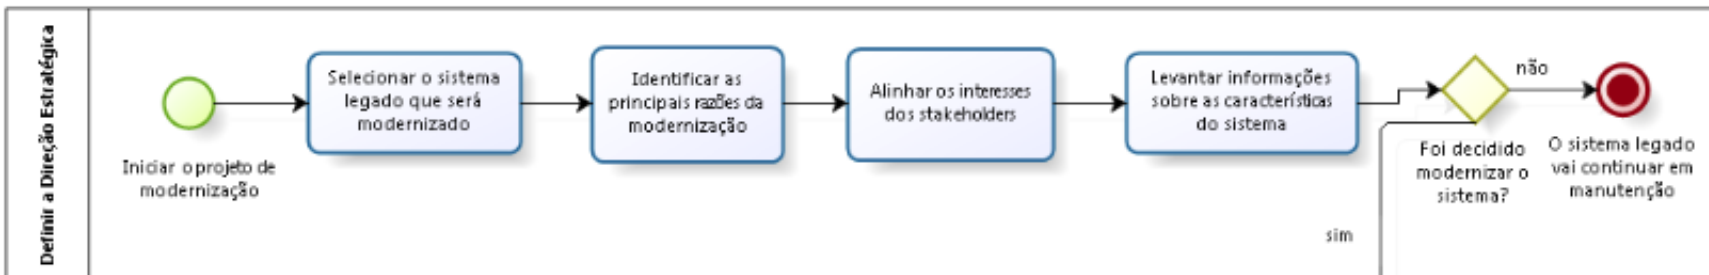 Definir a Direção Estratégica
Iniciar o projeto de
modernização
Selecionar o sistema
legado que será
modernizado
Identificar as
principais razões da
modernização
Alinhar os interesses
dos stakeholders
Levantar informações
sobre as características
do sistema
Foi decidido
modernizar o
sistema?
não
sim
O sistema legado
vai continuar em
manutenção